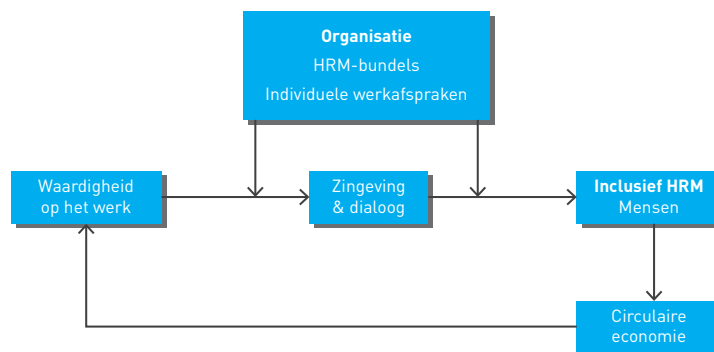 Organisatie
HRM-bundels
Individuele werkafspraken
Waardigheid
op het werk
Zingeving
& dialoog
Inclusief HRM
Mensen
Circulaire
economie